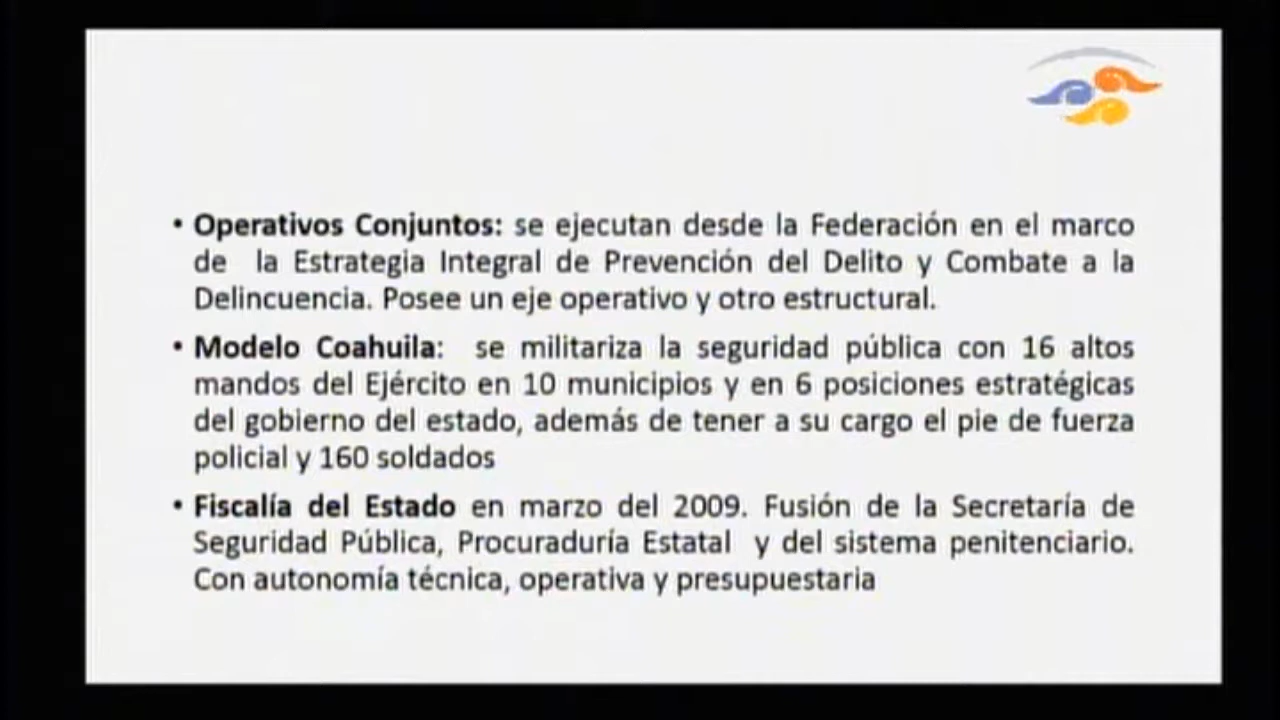 • Operativos Conjuntos: se ejecutan desde la Federación en el marco
de la Estrategia Integral de Prevención del Delito y Combate a la
Delincuencia. Posee un eje operativo y otro estructural.
• Modelo Coahuila: se militariza la seguridad pública con 16 altos
mandos del Ejército en 10 municipios y en 6 posiciones estratégicas
del gobierno del estado, además de tener a su cargo el pie de fuerza
policial y 160 soldados
• Fiscalía del Estado en marzo del 2009. Fusión de la Secretaría de
Seguridad Pública, Procuraduría Estatal y del sistema penitenciario.
Con autonomía técnica, operativa y presupuestaria